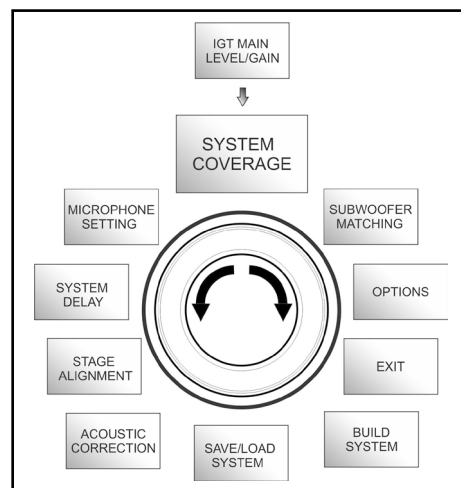 IGT MAIN
LEVEL/GAIN
SYSTEM
COVERAGE
MICROPHONE
SETTING
SUBWOOFER
MATCHING
SYSTEM
DELAY
OPTIONS
STAGE
ALIGNMENT
EXIT
ACOUSTIC
CORRECTION
SAVE/LOAD
SYSTEM
BUILD
SYSTEM